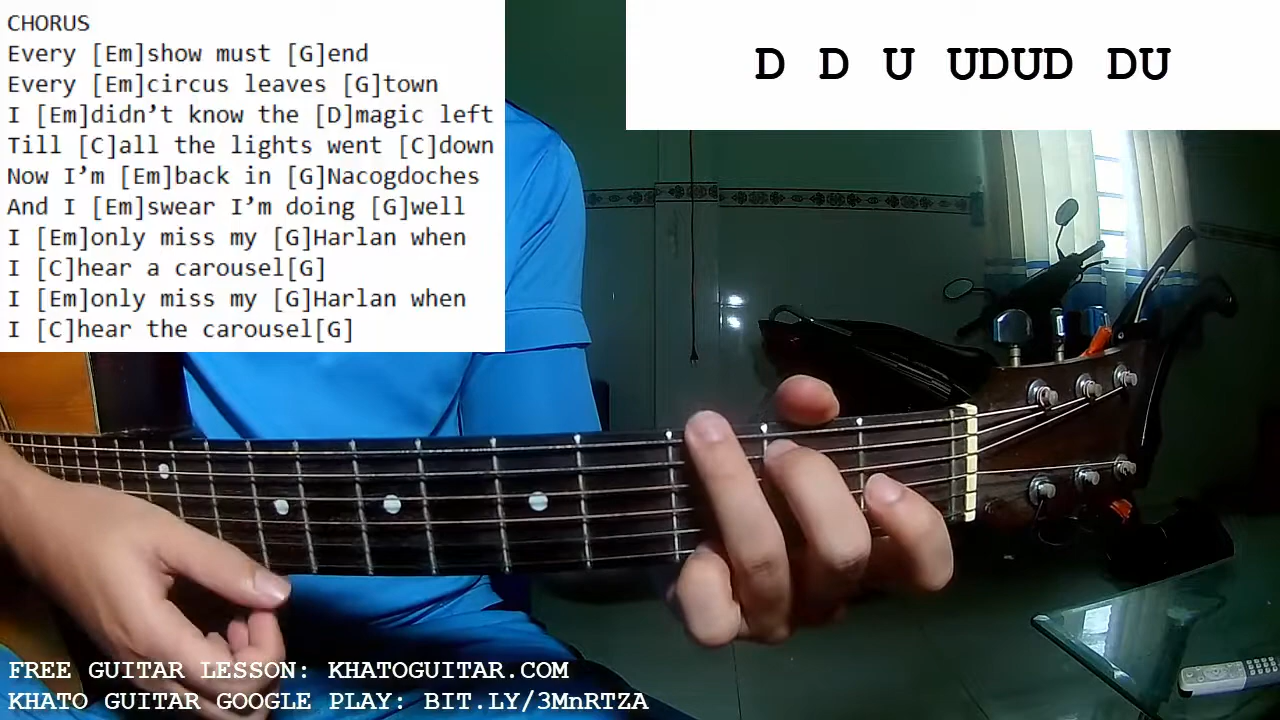 CHORUS
Every [Em]show must [G]end
Every [Em]circus leaves [G]town
I [Em]didn’t know the [D]magic left
Till [C]all the lights went [C]down
Now I’m [Em]back in [G]Nacogdoches
And I [Em]swear I’m doing [G]well
I [Em]only miss my [G]Harlan when
I [C]hear a carousel[G]
I [Em]only miss my [G]Harlan when
I [C]hear the carousel[G]
D D U UDUD DU
FREE GUITAR LESSON: KHATOGUITAR.COM
KHATO GUITAR GOOGLE PLAY: BIT.LY/3MnRTZA